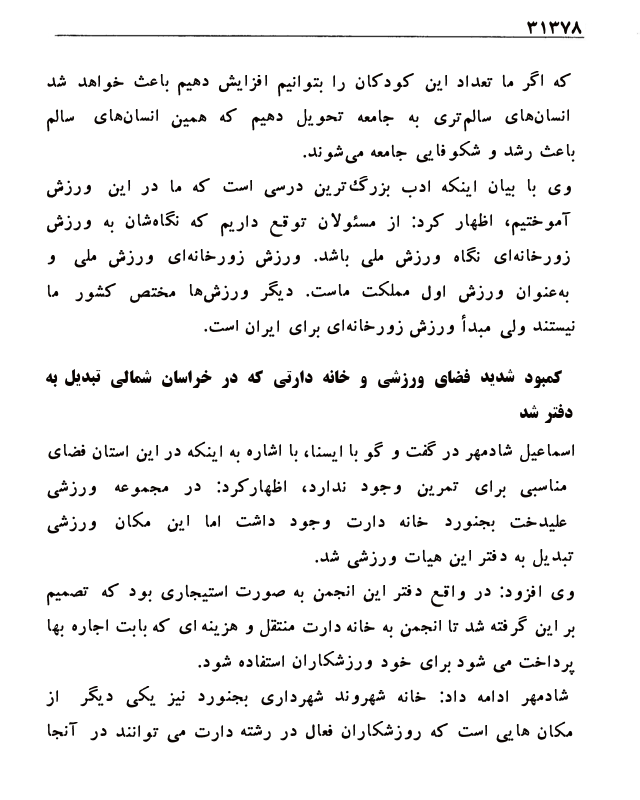 ۳۱۳۷۸
که اگر ما تعداد این کودکان را بتوانیم افزایش دهیم باعث خواهد شد
انسان‌های سالم‌تری به جامعه تحویل دهیم که همین انسان‌های سالم
باعث رشد و شکوفایی جامعه می‌شوند.
وی با بیان اینکه ادب بزرگ‌ترین درسی است که ما در این ورزش
آموختیم، اظهار کرد: از مسئولان توقع داریم که نگاه‌شان به ورزش
زورخانه‌ای نگاه ورزش ملی باشد. ورزش زورخانه‌ای ورزش ملی و
به‌عنوان ورزش اول مملکت ماست. دیگر ورزش‌ها مختص کشور ما
نیستند ولی مبدأ ورزش زورخانه‌ای برای ایران است.
کمبود شدید فضای ورزشی و خانه دارتی که در خراسان شمالی تبدیل به
دفتر شد
اسماعیل شادمهر در گفت و گو با ایسنا، با اشاره به اینکه در این استان فضای
مناسبی برای تمرین وجود ندارد، اظهارکرد: در مجموعه ورزشی
علیدخت بجنورد خانه دارت وجود داشت اما این مکان ورزشی
تبدیل به دفتر این هیات ورزشی شد.
وی افزود: در واقع دفتر این انجمن به صورت استیجاری بود که تصمیم
بر این گرفته شد تا انجمن به خانه دارت منتقل و هزینه ای که بابت اجاره بها
پرداخت می شود برای خود ورزشکاران استفاده شود.
شادمهر ادامه داد: خانه شهروند شهرداری بجنورد نیز یکی دیگر از
مکان هایی است که روزشکاران فعال در رشته دارت می توانند در آنجا